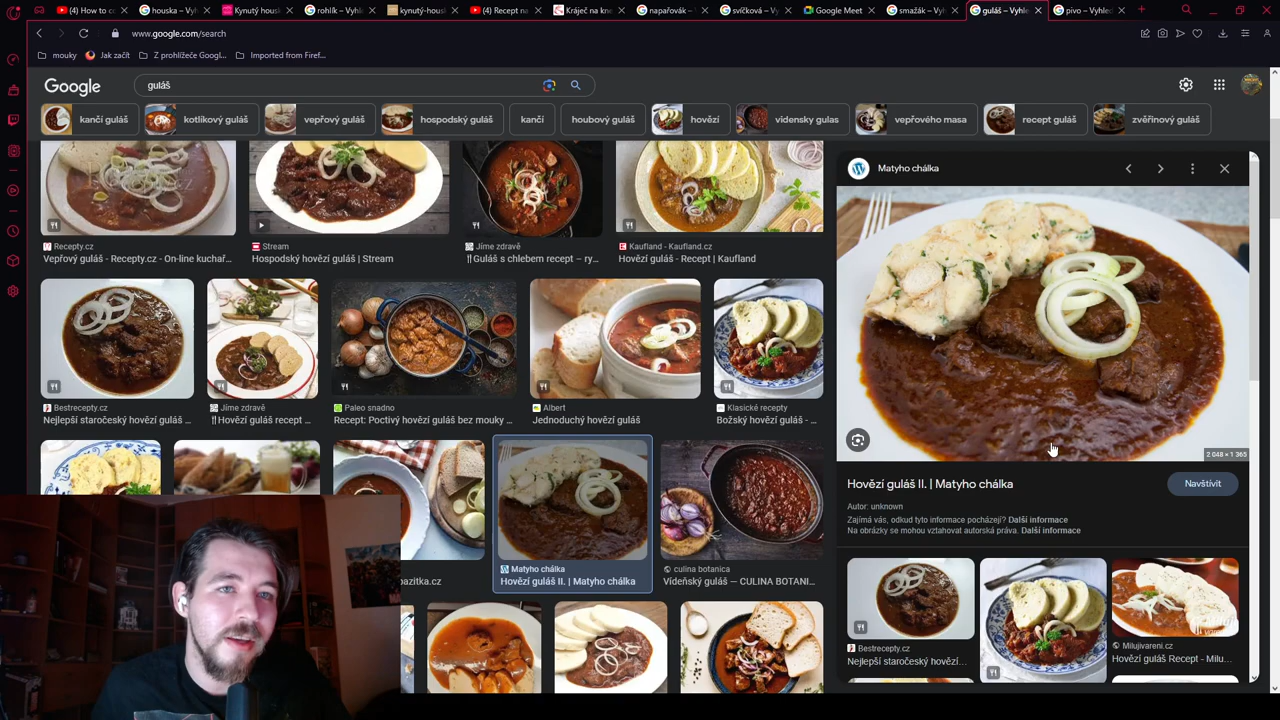 (4) How to c
houska – Vyh
Kynutý hous
rohlík – Vyhle
kynutý-hous
(4) Recept na
Kráječ na kne
napařovák -
svíčková – Vy
Google Meet
smažák – Vy
guláš – Vyhle
pivo – Vyhled
www.google.com/search
mouky
Jak začít
Z prohlížeče Googl...
Imported from Firef...
Google
guláš
kančí guláš
kotlíkový guláš
vepřový guláš
hospodský guláš
kančí
houbový guláš
hovězí
vídensky gulas
vepřového masa
recept guláš
zvěřinový guláš
Recepty.cz
Vepřový guláš - Recepty.cz - On-line kuchař...
Stream
Hospodský hovězí guláš | Stream
Jíme zdravě
Guláš s chlebem recept – ry...
Kaufland - Kaufland.cz
Hovězí guláš - Recept | Kaufland
Bestrecepty.cz
Nejlepší staročeský hovězí guláš ...
Jíme zdravě
Hovězí guláš recept ...
Paleo snadno
Recept: Poctivý hovězí guláš bez mouky ...
Albert
Jednoduchý hovězí guláš
Klasické recepty
Božský hovězí guláš - ...
pazitka.cz
Matyho chálka
Hovězí guláš II. | Matyho chálka
culina botanica
Vídeňský guláš — CULINA BOTANI...
Matyho chálka
2 048 × 1 365
Hovězí guláš II. | Matyho chálka
Navštívit
Autor: unknown
Zajímá vás, odkud tyto informace pocházejí? Další informace
Na obrázky se mohou vztahovat autorská práva. Další informace
Bestrecepty.cz
Nejlepší staročeský hovězí...
Milujivareni.cz
Hovězí guláš Recept - Milu...